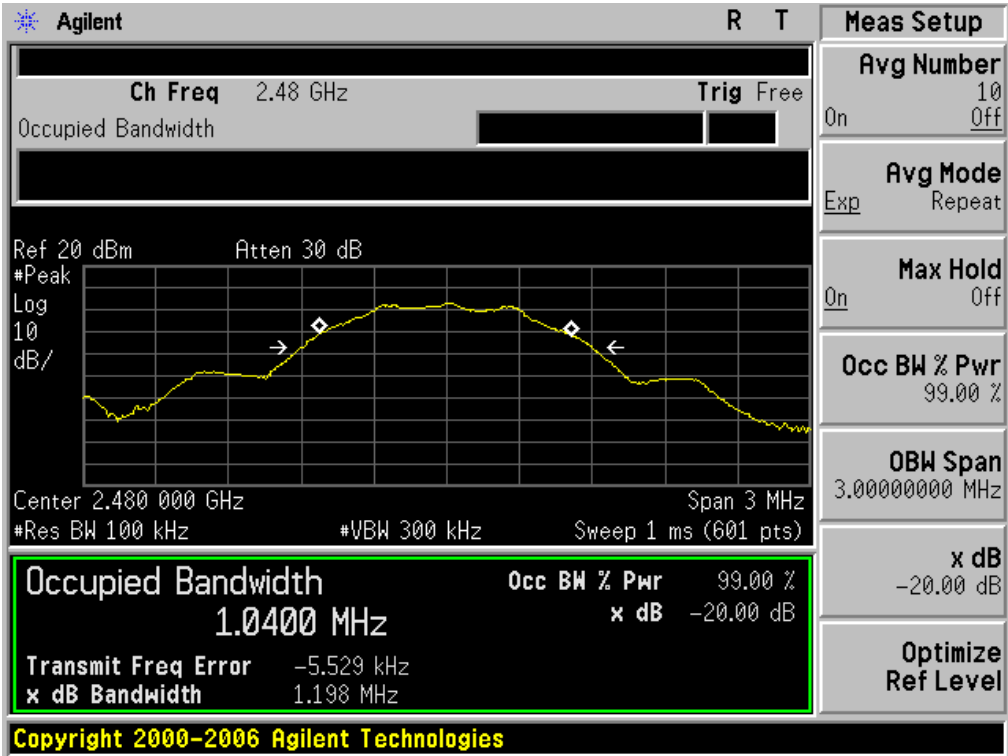 Agilent R T
Ch Freq 2.48 GHz Trig Free
Occupied Bandwidth
Ref 20 dBm Atten 30 dB
#Peak
Log
10
dB/
Center 2.480 000 GHz Span 3 MHz
#Res BW 100 kHz #VBW 300 kHz Sweep 1 ms (601 pts)
Occupied Bandwidth Occ BW % Pwr 99.00 %
1.0400 MHz x dB -20.00 dB
Transmit Freq Error -5.529 kHz
x dB Bandwidth 1.198 MHz
Copyright 2000-2006 Agilent Technologies
Meas Setup
Avg Number
10
On Off
Avg Mode
Exp Repeat
Max Hold
On Off
Occ BW % Pwr
99.00 %
OBW Span
3.00000000 MHz
x dB
-20.00 dB
Optimize
Ref Level